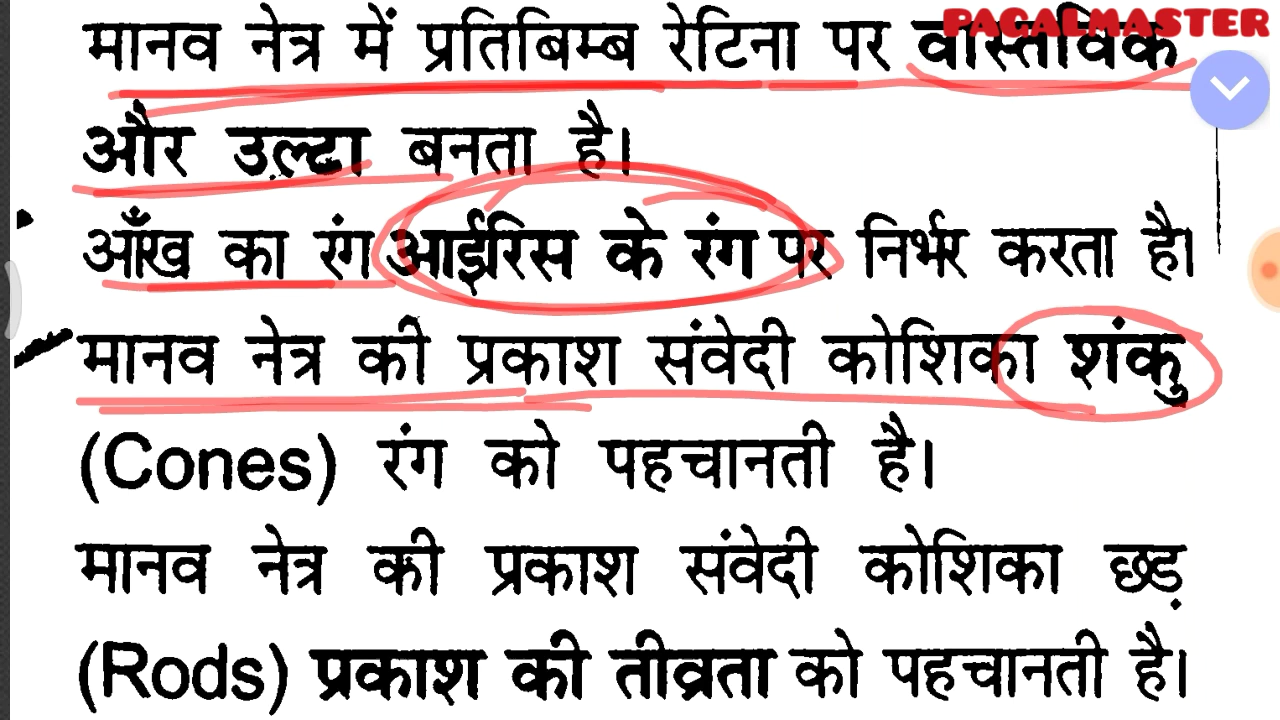 PAGALMASTER
मानव नेत्र में प्रतिबिम्ब रेटिना पर वास्तविक
और उल्टा बनता है।
आँख का रंग आईरिस के रंग पर निर्भर करता है।
मानव नेत्र की प्रकाश संवेदी कोशिका शंकु
(Cones) रंग को पहचानती है।
मानव नेत्र की प्रकाश संवेदी कोशिका छड़
(Rods) प्रकाश की तीव्रता को पहचानती है।